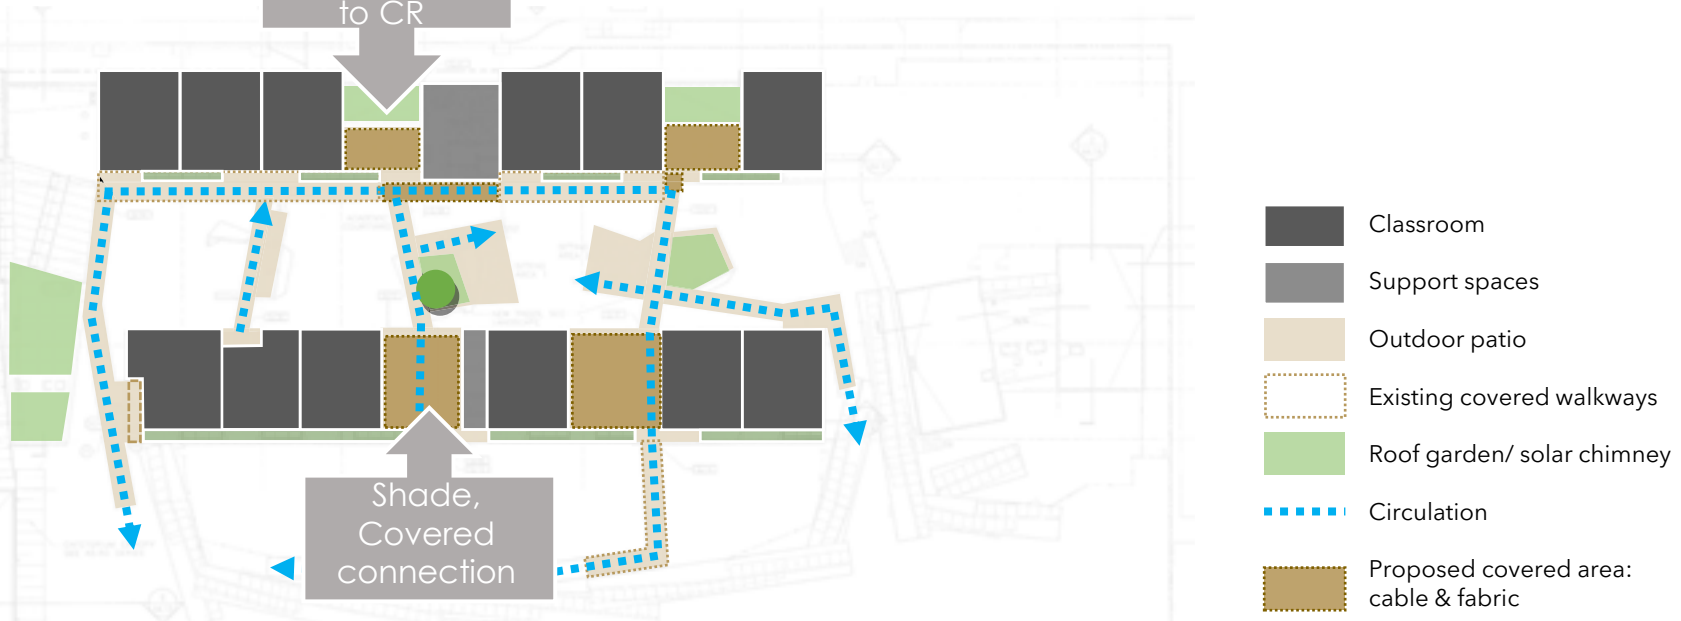 to CR
Shade,
Covered
connection
Classroom
Support spaces
Outdoor patio
Existing covered walkways
Roof garden/ solar chimney
Circulation
Proposed covered area:
cable & fabric